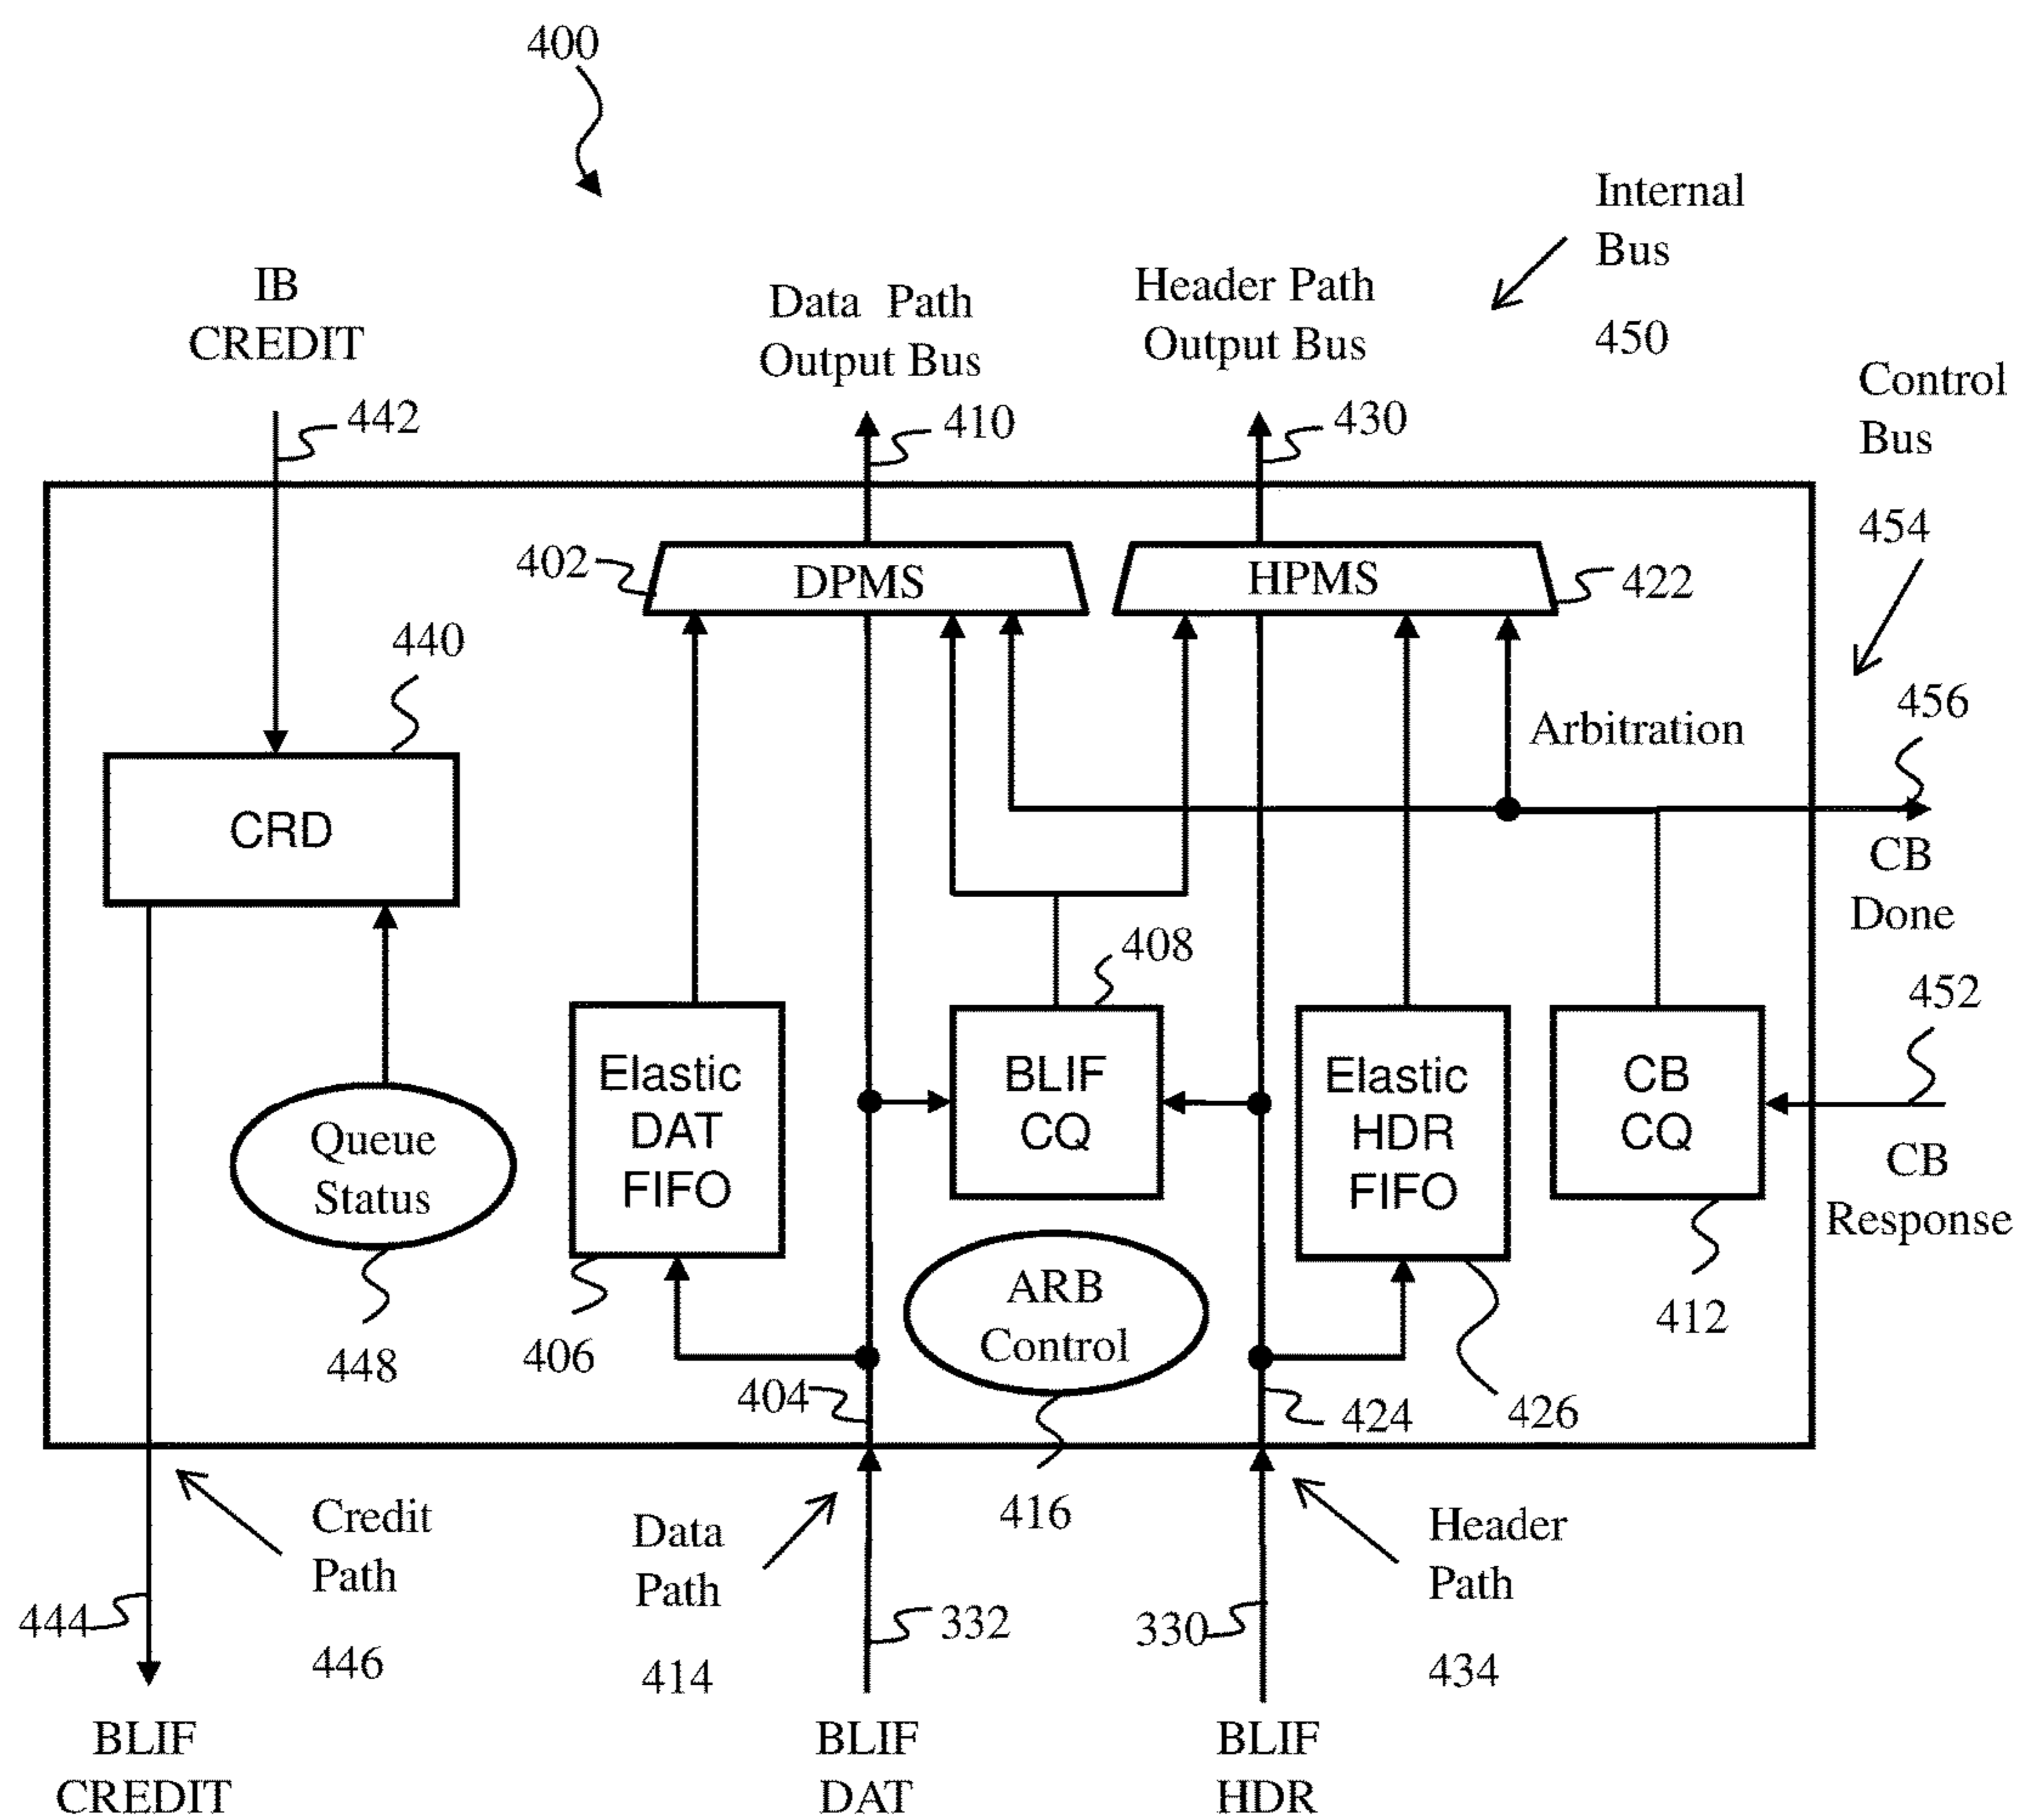 400
Internal
Bus
450
IB
CREDIT
442
Data Path
Output Bus
410
Header Path
Output Bus
430
Control
Bus
454
402
DPMS
HPMS
422
440
Arbitration
456
CRD
CB
Done
408
452
Elastic
DAT
FIFO
BLIF
CQ
Elastic
HDR
FIFO
CB
CQ
Queue
Status
CB
Response
ARB
Control
412
448
406
404
424
426
Credit
Path
446
Data
Path
414
416
Header
Path
434
444
332
330
BLIF
CREDIT
BLIF
DAT
BLIF
HDR